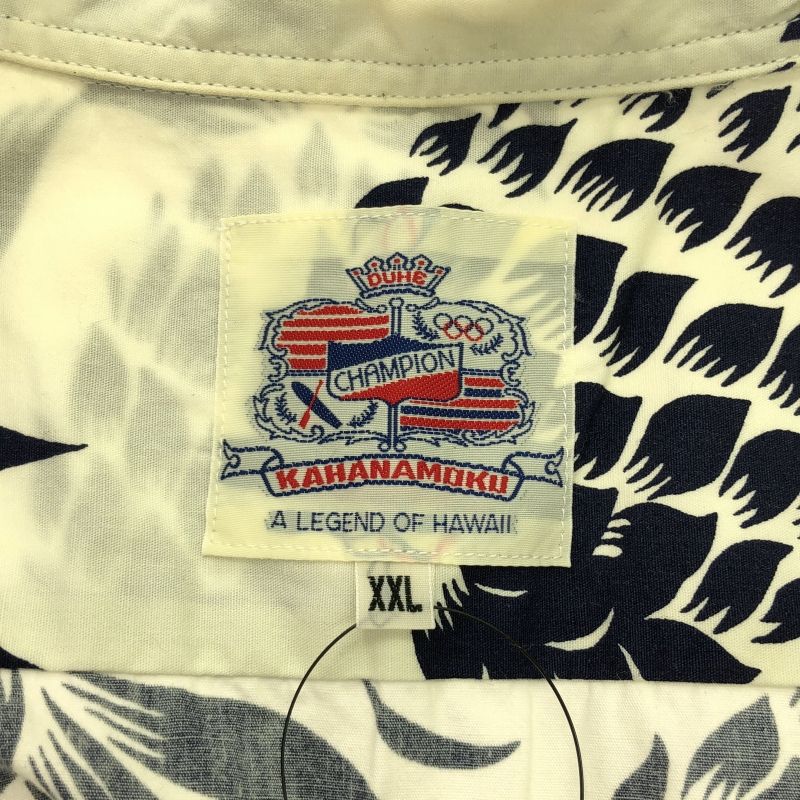 DUKE
CHAMPION
KAHANAMOKU
A LEGEND OF HAWAII
XXL